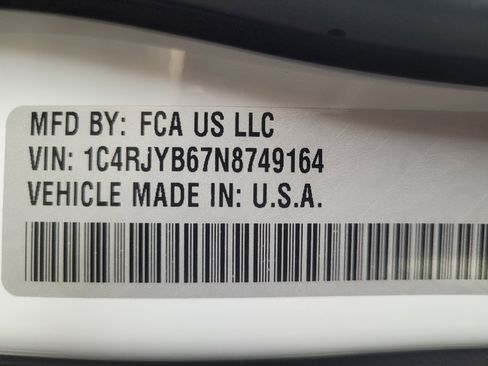 MFD BY: FCA US LLC
VIN: 1C4RJYB67N8749164
VEHICLE MADE IN: U.S.A.